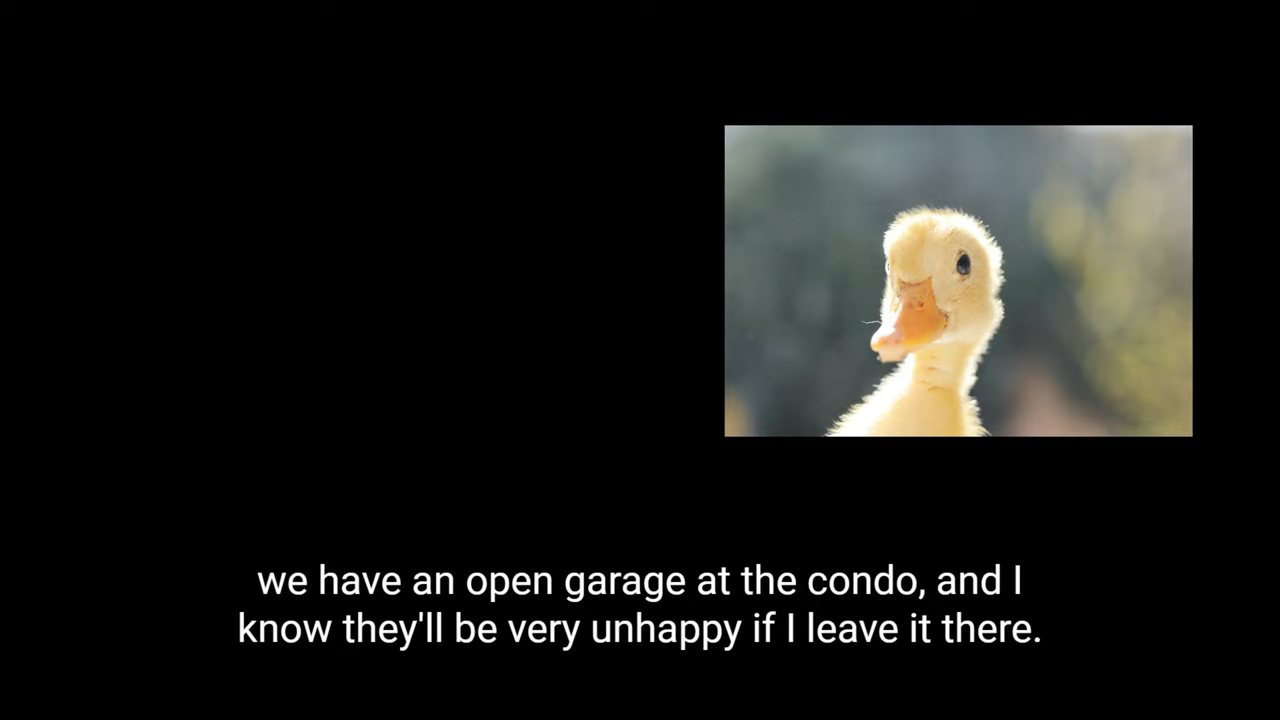 we have an open garage at the condo, and I
know they'll be very unhappy if I leave it there.